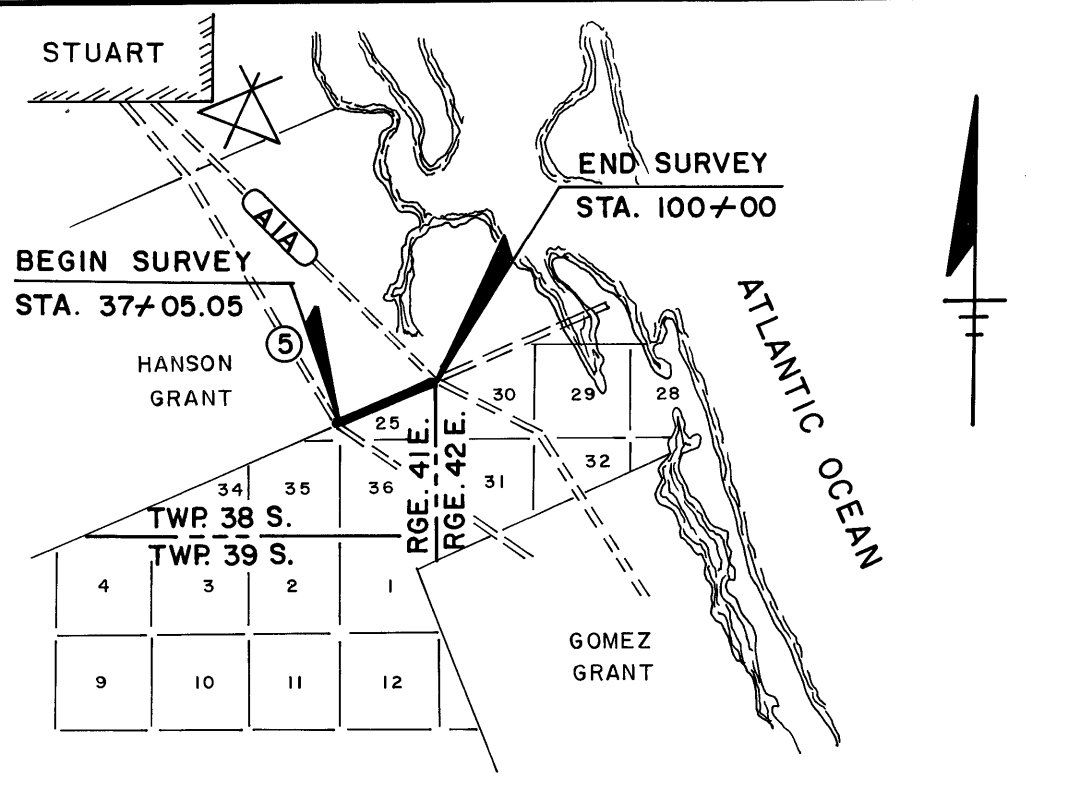 STUART
END SURVEY
STA. 100+00
A1A
BEGIN SURVEY
STA. 37+05.05
5
HANSON
GRANT
ATLANTIC OCEAN
30
29
28
25
RGE. 41 E.
RGE. 42 E.
34
35
36
31
32
TWP. 38 S.
TWP. 39 S.
4
3
2
1
GOMEZ
GRANT
9
10
11
12